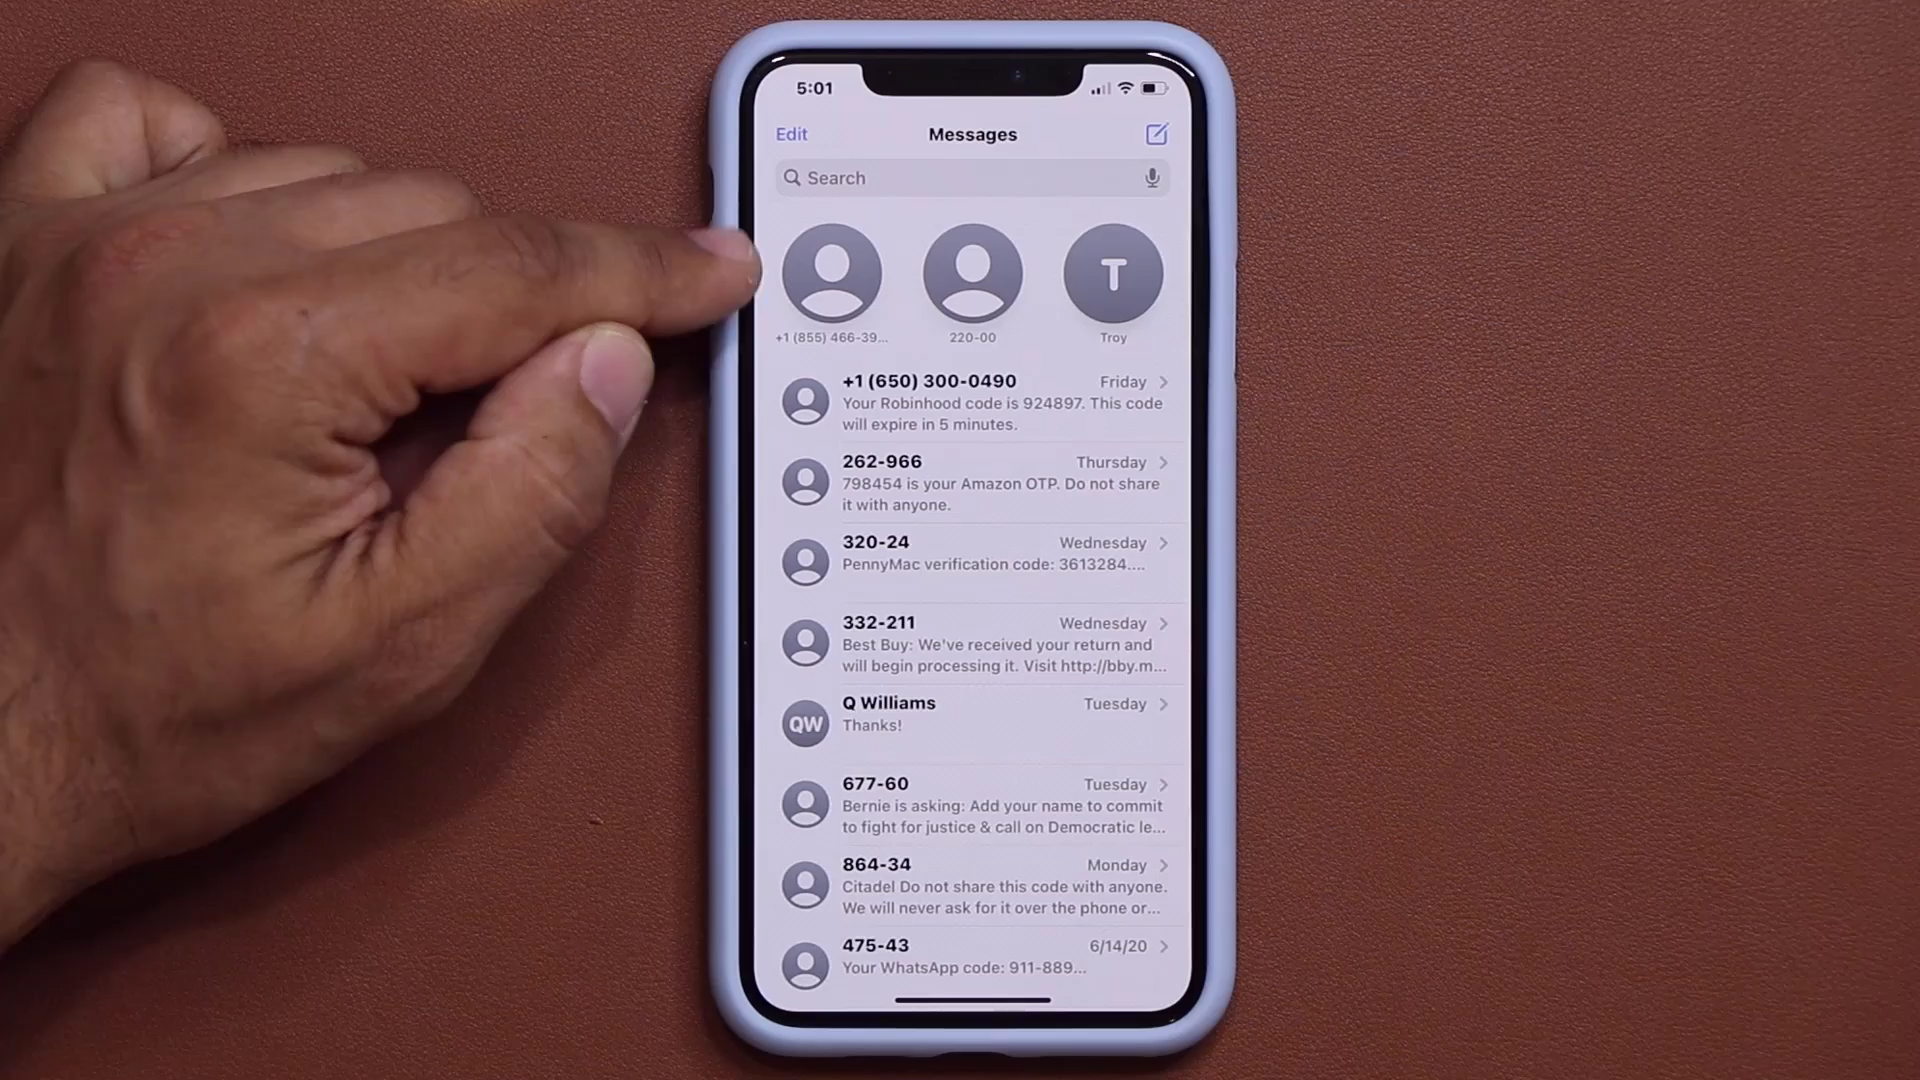 5:01
Edit
Messages
Search
T
+1 (855) 466-39...
220-00
Troy
+1 (650) 300-0490
Friday
Your Robinhood code is 924897. This code
will expire in 5 minutes.
262-966
Thursday
798454 is your Amazon OTP. Do not share
it with anyone.
320-24
Wednesday
PennyMac verification code: 3613284....
332-211
Wednesday
Best Buy: We've received your return and
will begin processing it. Visit http://bby.m...
QW
Q Williams
Tuesday
Thanks!
677-60
Tuesday
Bernie is asking: Add your name to commit
to fight for justice & call on Democratic le...
864-34
Monday
Citadel Do not share this code with anyone.
We will never ask for it over the phone or...
475-43
6/14/20
Your WhatsApp code: 911-889...